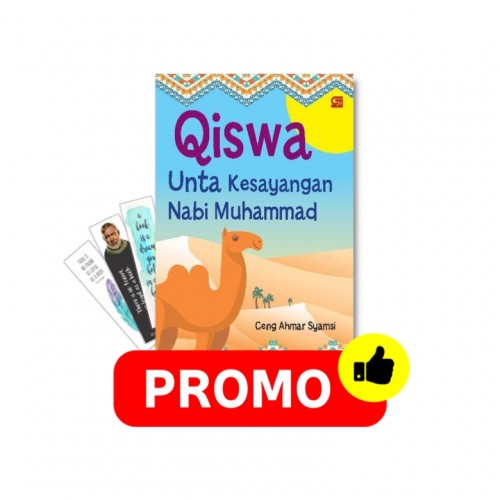 Qiswa
Unta Kesayangan
Nabi Muhammad
Ceng Ahmar Syamsi
PROMO